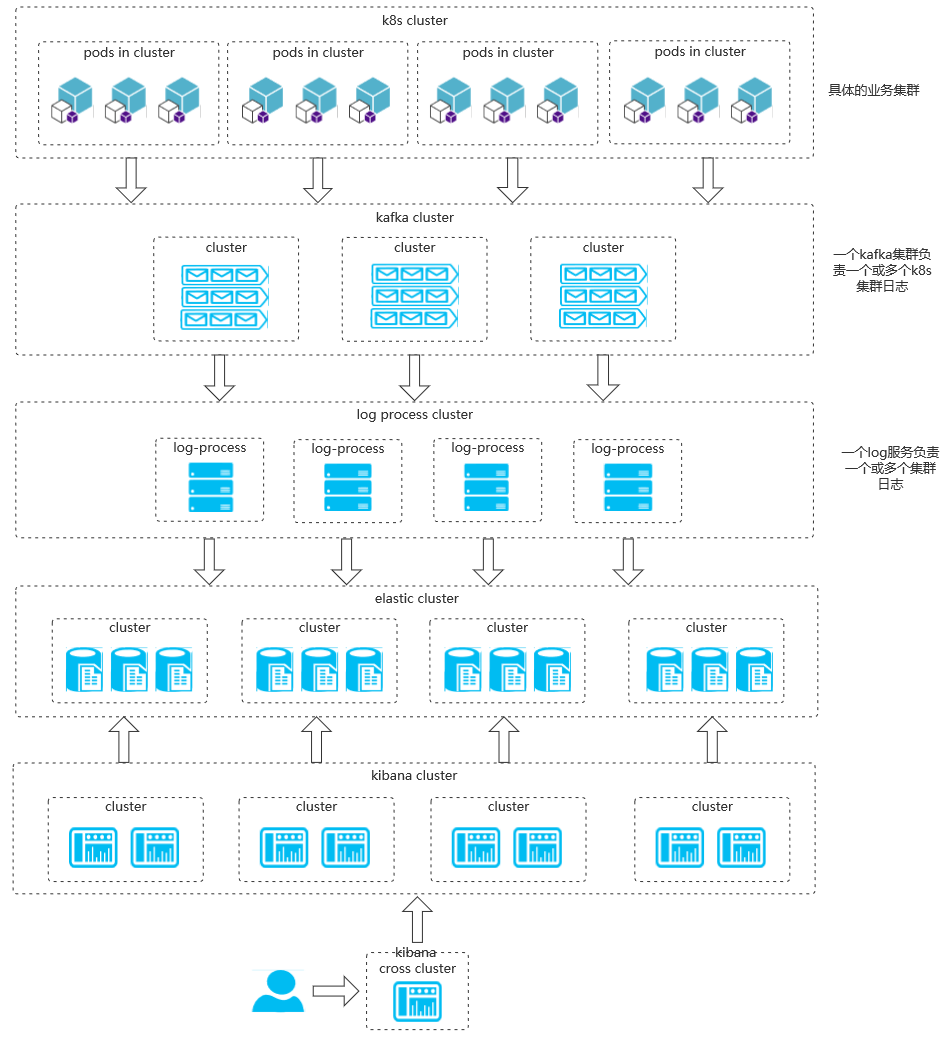 k8s cluster
pods in cluster
pods in cluster
pods in cluster
pods in cluster
具体的业务集群
kafka cluster
cluster
cluster
cluster
一个kafka集群负
责一个或多个k8s
集群日志
log process cluster
log-process
log-process
log-process
log-process
一个log服务负责
一个或多个集群
日志
elastic cluster
cluster
cluster
cluster
cluster
kibana cluster
cluster
cluster
cluster
cluster
kibana
cross cluster